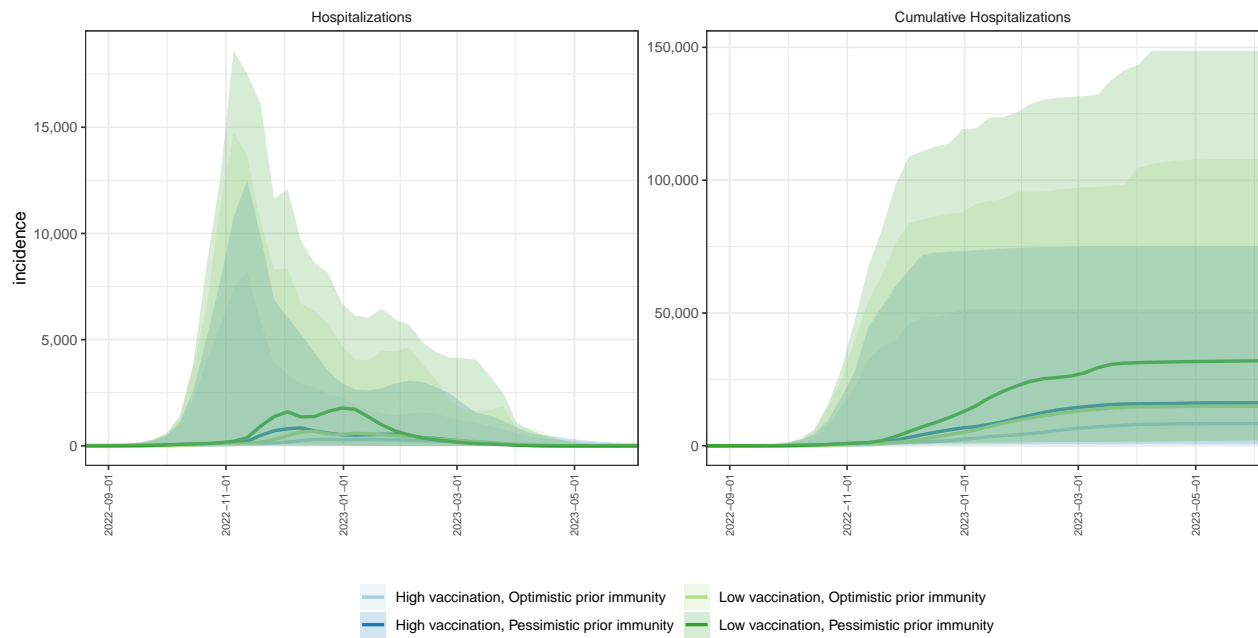 Hospitalizations
Cumulative Hospitalizations
incidence
15,000
10,000
5,000
0
150,000
100,000
50,000
0
2022−09−01
2022−11−01
2023−01−01
2023−03−01
2023−05−01
2022−09−01
2022−11−01
2023−01−01
2023−03−01
2023−05−01
High vaccination, Optimistic prior immunity
Low vaccination, Optimistic prior immunity
High vaccination, Pessimistic prior immunity
Low vaccination, Pessimistic prior immunity